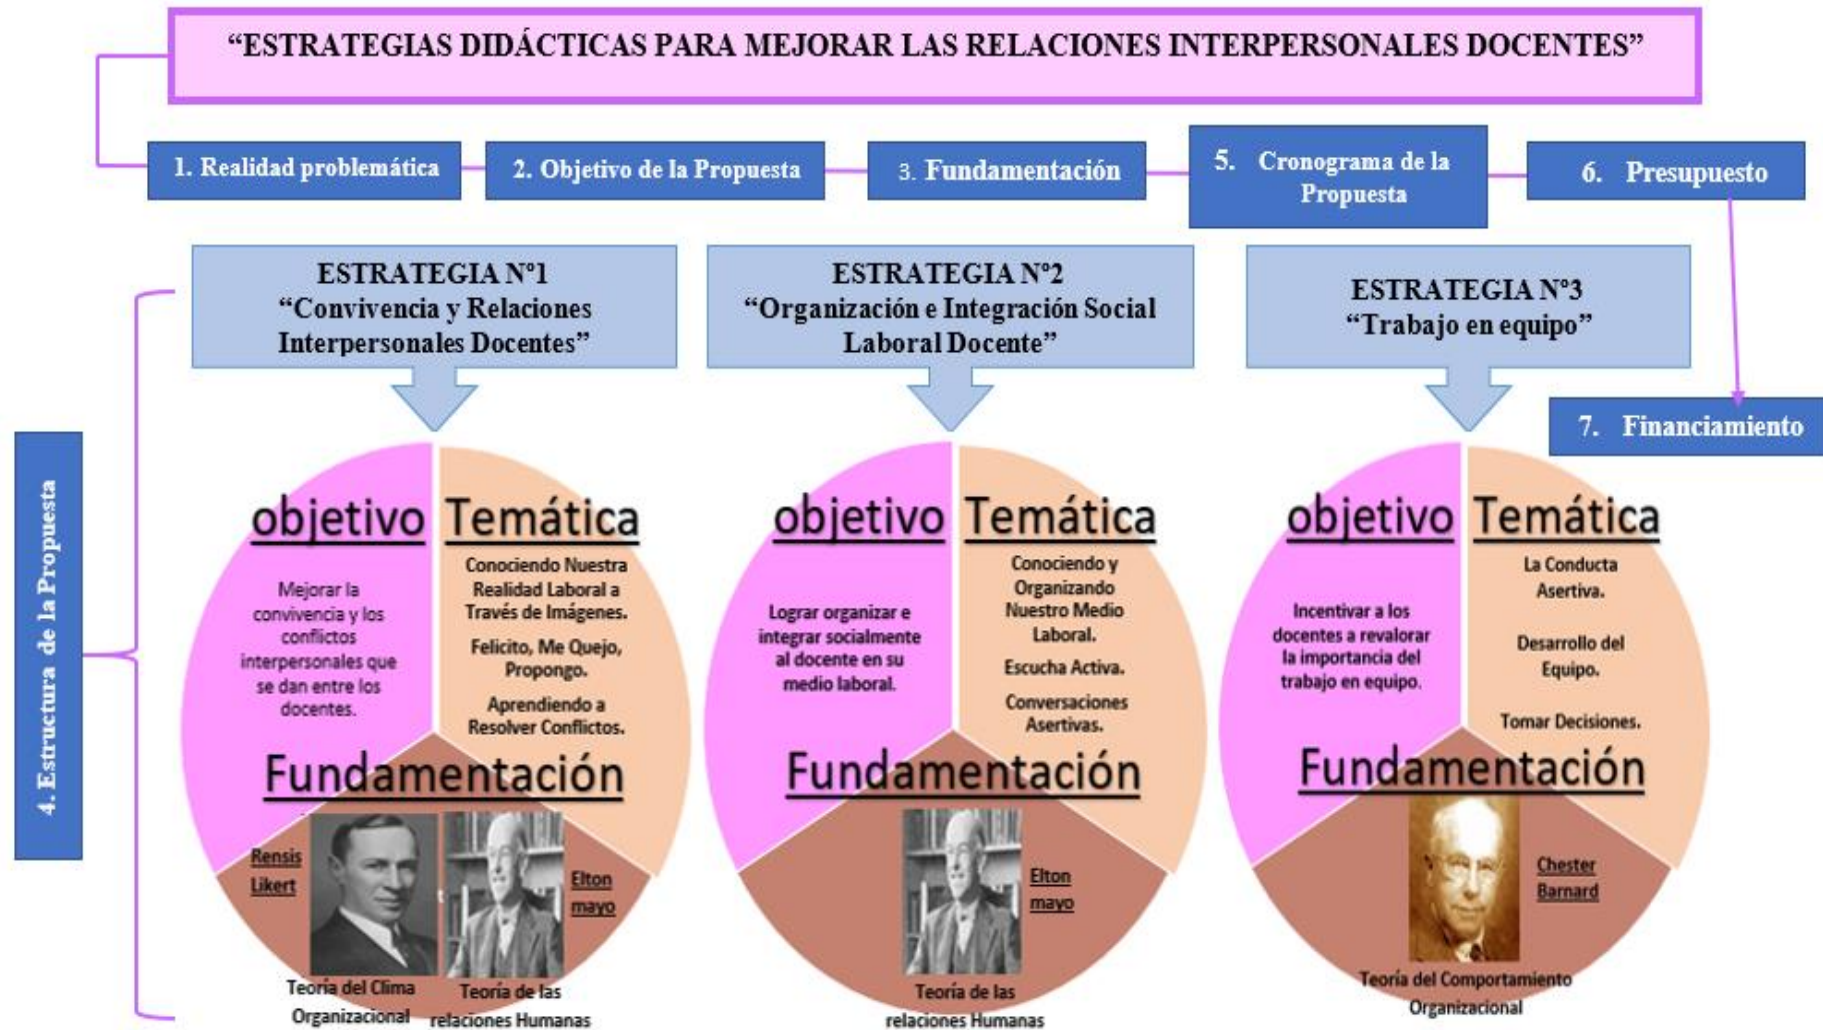 “ESTRATEGIAS DIDÁCTICAS PARA MEJORAR LAS RELACIONES INTERPERSONALES DOCENTES”
1. Realidad problemática
2. Objetivo de la Propuesta
3. Fundamentación
5. Cronograma de la
Propuesta
6. Presupuesto
7. Financiamiento
4. Estructura de la Propuesta
ESTRATEGIA Nº1
“Convivencia y Relaciones
Interpersonales Docentes”
objetivo
Mejorar la
convivencia y los
conflictos
interpersonales que
se dan entre los
docentes.
Temática
Conociendo Nuestra
Realidad Laboral a
Través de Imágenes.
Felicito, Me Quejo,
Propongo.
Aprendiendo a
Resolver Conflictos.
Fundamentación
Rensis
Likert
Elton
mayo
Teoría del Clima
Organizacional
Teoría de las
relaciones Humanas
ESTRATEGIA Nº2
“Organización e Integración Social
Laboral Docente”
objetivo
Lograr organizar e
integrar socialmente
al docente en su
medio laboral.
Temática
Conociendo y
Organizando
Nuestro Medio
Laboral.
Escucha Activa.
Conversaciones
Asertivas.
Fundamentación
Elton
mayo
Teoría de las
relaciones Humanas
ESTRATEGIA Nº3
“Trabajo en equipo”
objetivo
Incentivar a los
docentes a revalorar
la importancia del
trabajo en equipo.
Temática
La Conducta
Asertiva.
Desarrollo del
Equipo.
Tomar Decisiones.
Fundamentación
Chester
Barnard
Teoría del Comportamiento
Organizacional